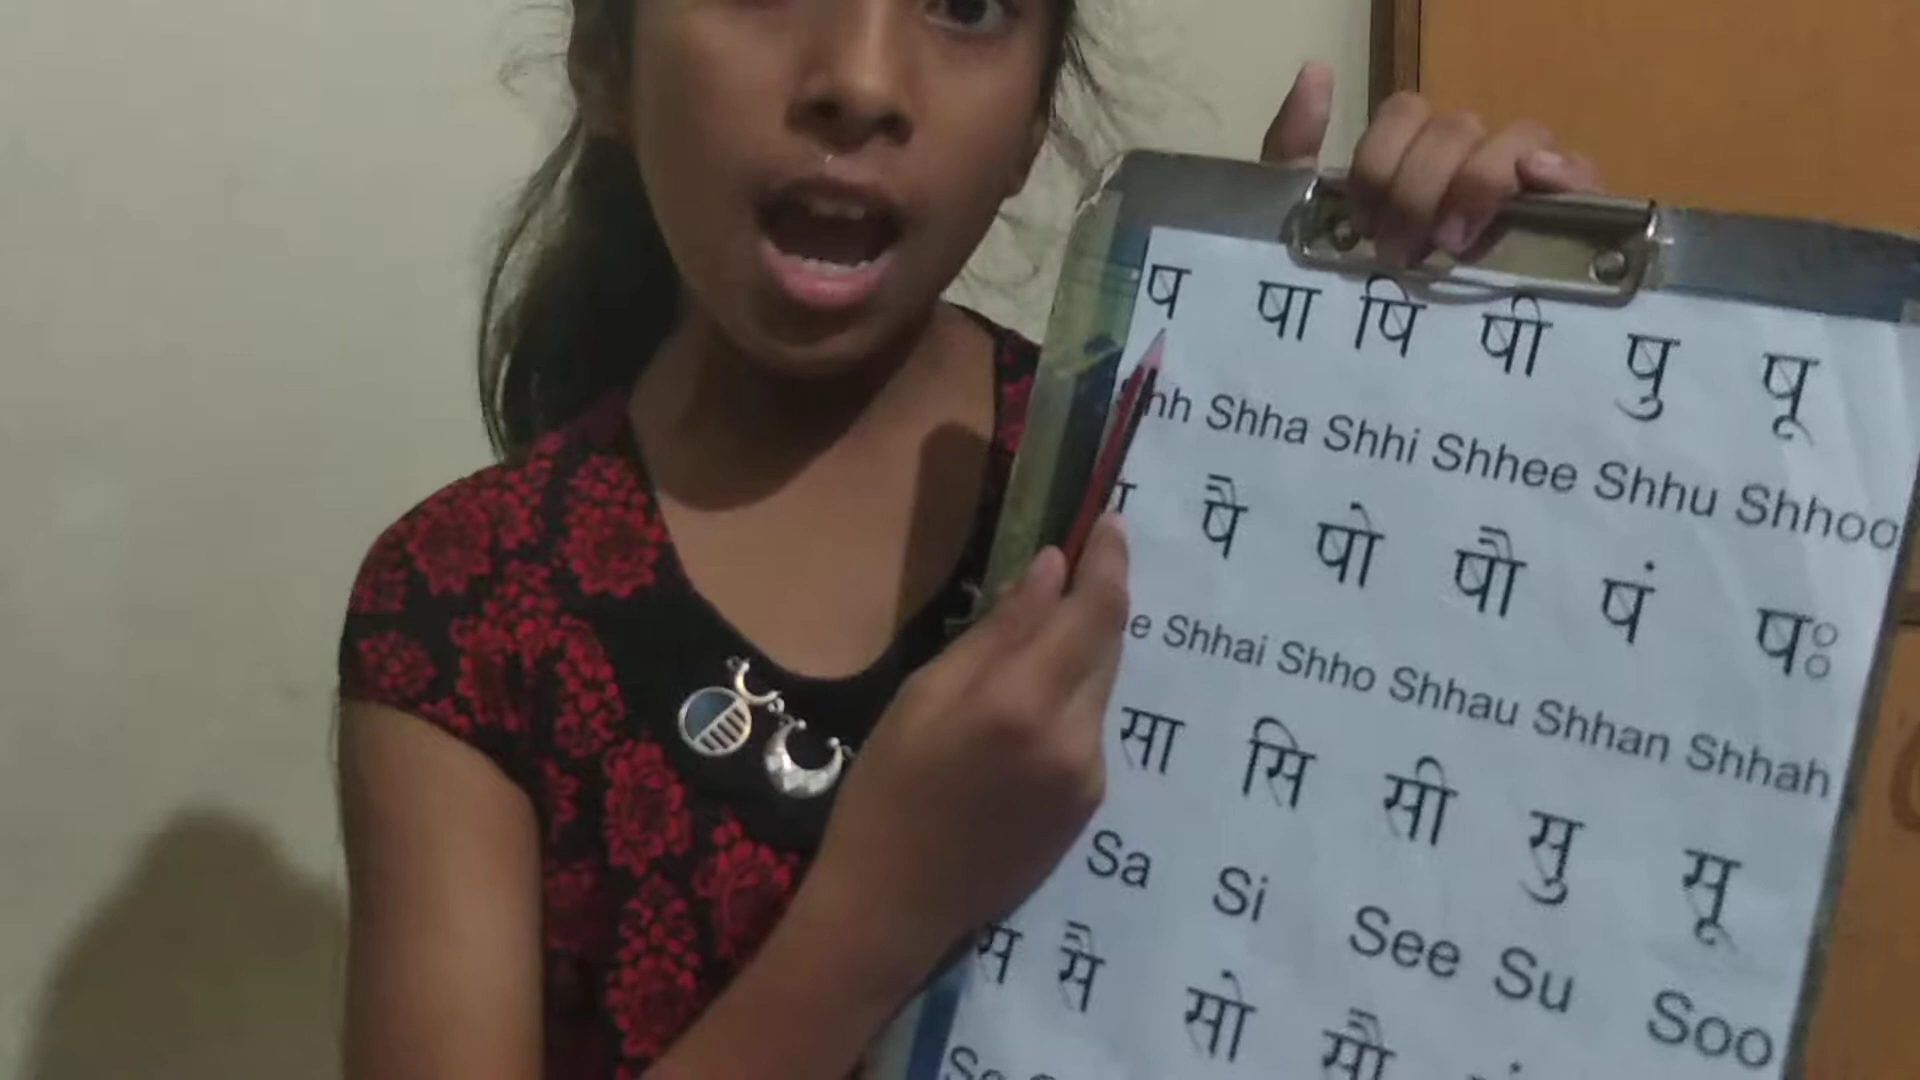 ष षा षि षी षु षू
Shha Shhi Shhee Shhu Shhoo
षै षो षौ षं षः
Shhai Shho Shhau Shhan Shhah
सा सि सी सु सू
Sa Si See Su Soo
सै सो सौ